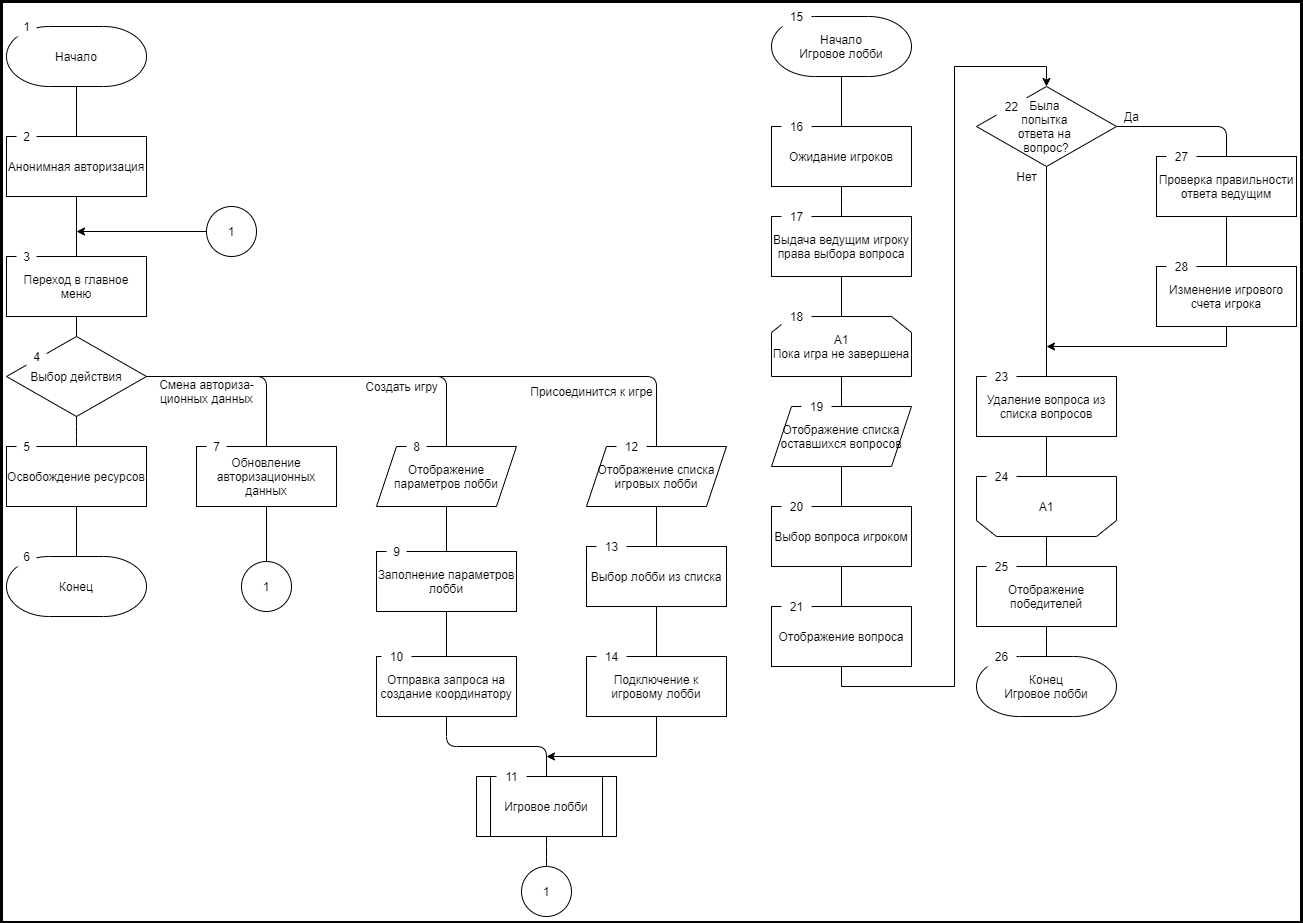 1
Начало
2
Анонимная авторизация
1
3
Переход в главное
меню
4
Выбор действия
Смена авториза-
ционных данных
Создать игру
Присоединится к игре
5
Освобождение ресурсов
6
Конец
7
Обновление
авторизационных
данных
1
8
Отображение
параметров лобби
9
Заполнение параметров
лобби
10
Отправка запроса на
создание координатору
12
Отображение списка
игровых лобби
13
Выбор лобби из списка
14
Подключение к
игровому лобби
11
Игровое лобби
1
15
Начало
Игровое лобби
16
Ожидание игроков
17
Выдача ведущим игроку
права выбора вопроса
18
А1
Пока игра не завершена
19
Отображение списка
оставшихся вопросов
20
Выбор вопроса игроком
21
Отображение вопроса
22
Была
попытка
ответа на
вопрос?
Да
Нет
27
Проверка правильности
ответа ведущим
28
Изменение игрового
счета игрока
23
Удаление вопроса из
списка вопросов
24
А1
25
Отображение
победителей
26
Конец
Игровое лобби